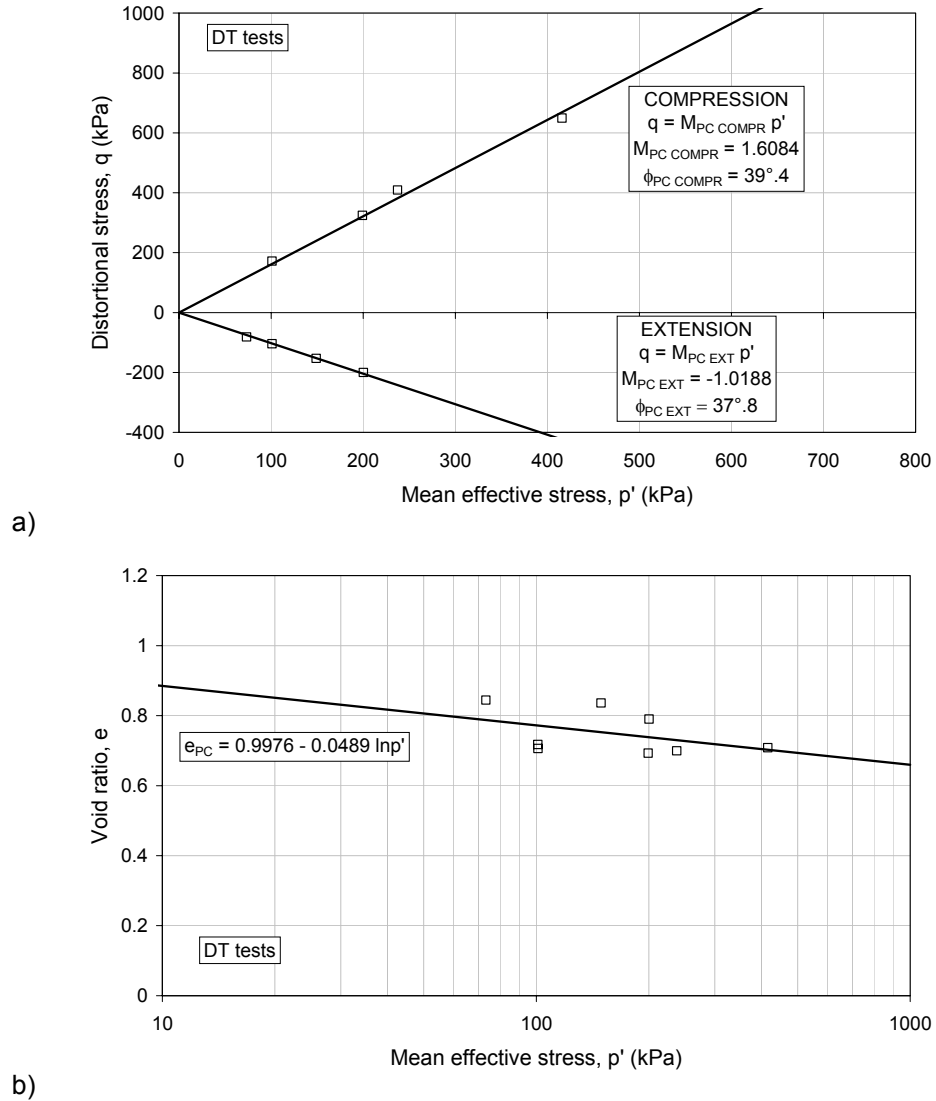 1000
DT tests
800
COMPRESSION
q = M_PC COMPR p'
M_PC COMPR = 1.6084
ϕ_PC COMPR = 39°.4
600
400
200
0
-200
-400
EXTENSION
q = M_PC EXT p'
M_PC EXT = -1.0188
ϕ_PC EXT = 37°.8
Distortional stress, q (kPa)
0 100 200 300 400 500 600 700 800
Mean effective stress, p' (kPa)
a)
1.2
1
0.8
e_PC = 0.9976 - 0.0489 lnp'
0.6
0.4
0.2
DT tests
0
Void ratio, e
10 100 1000
Mean effective stress, p' (kPa)
b)